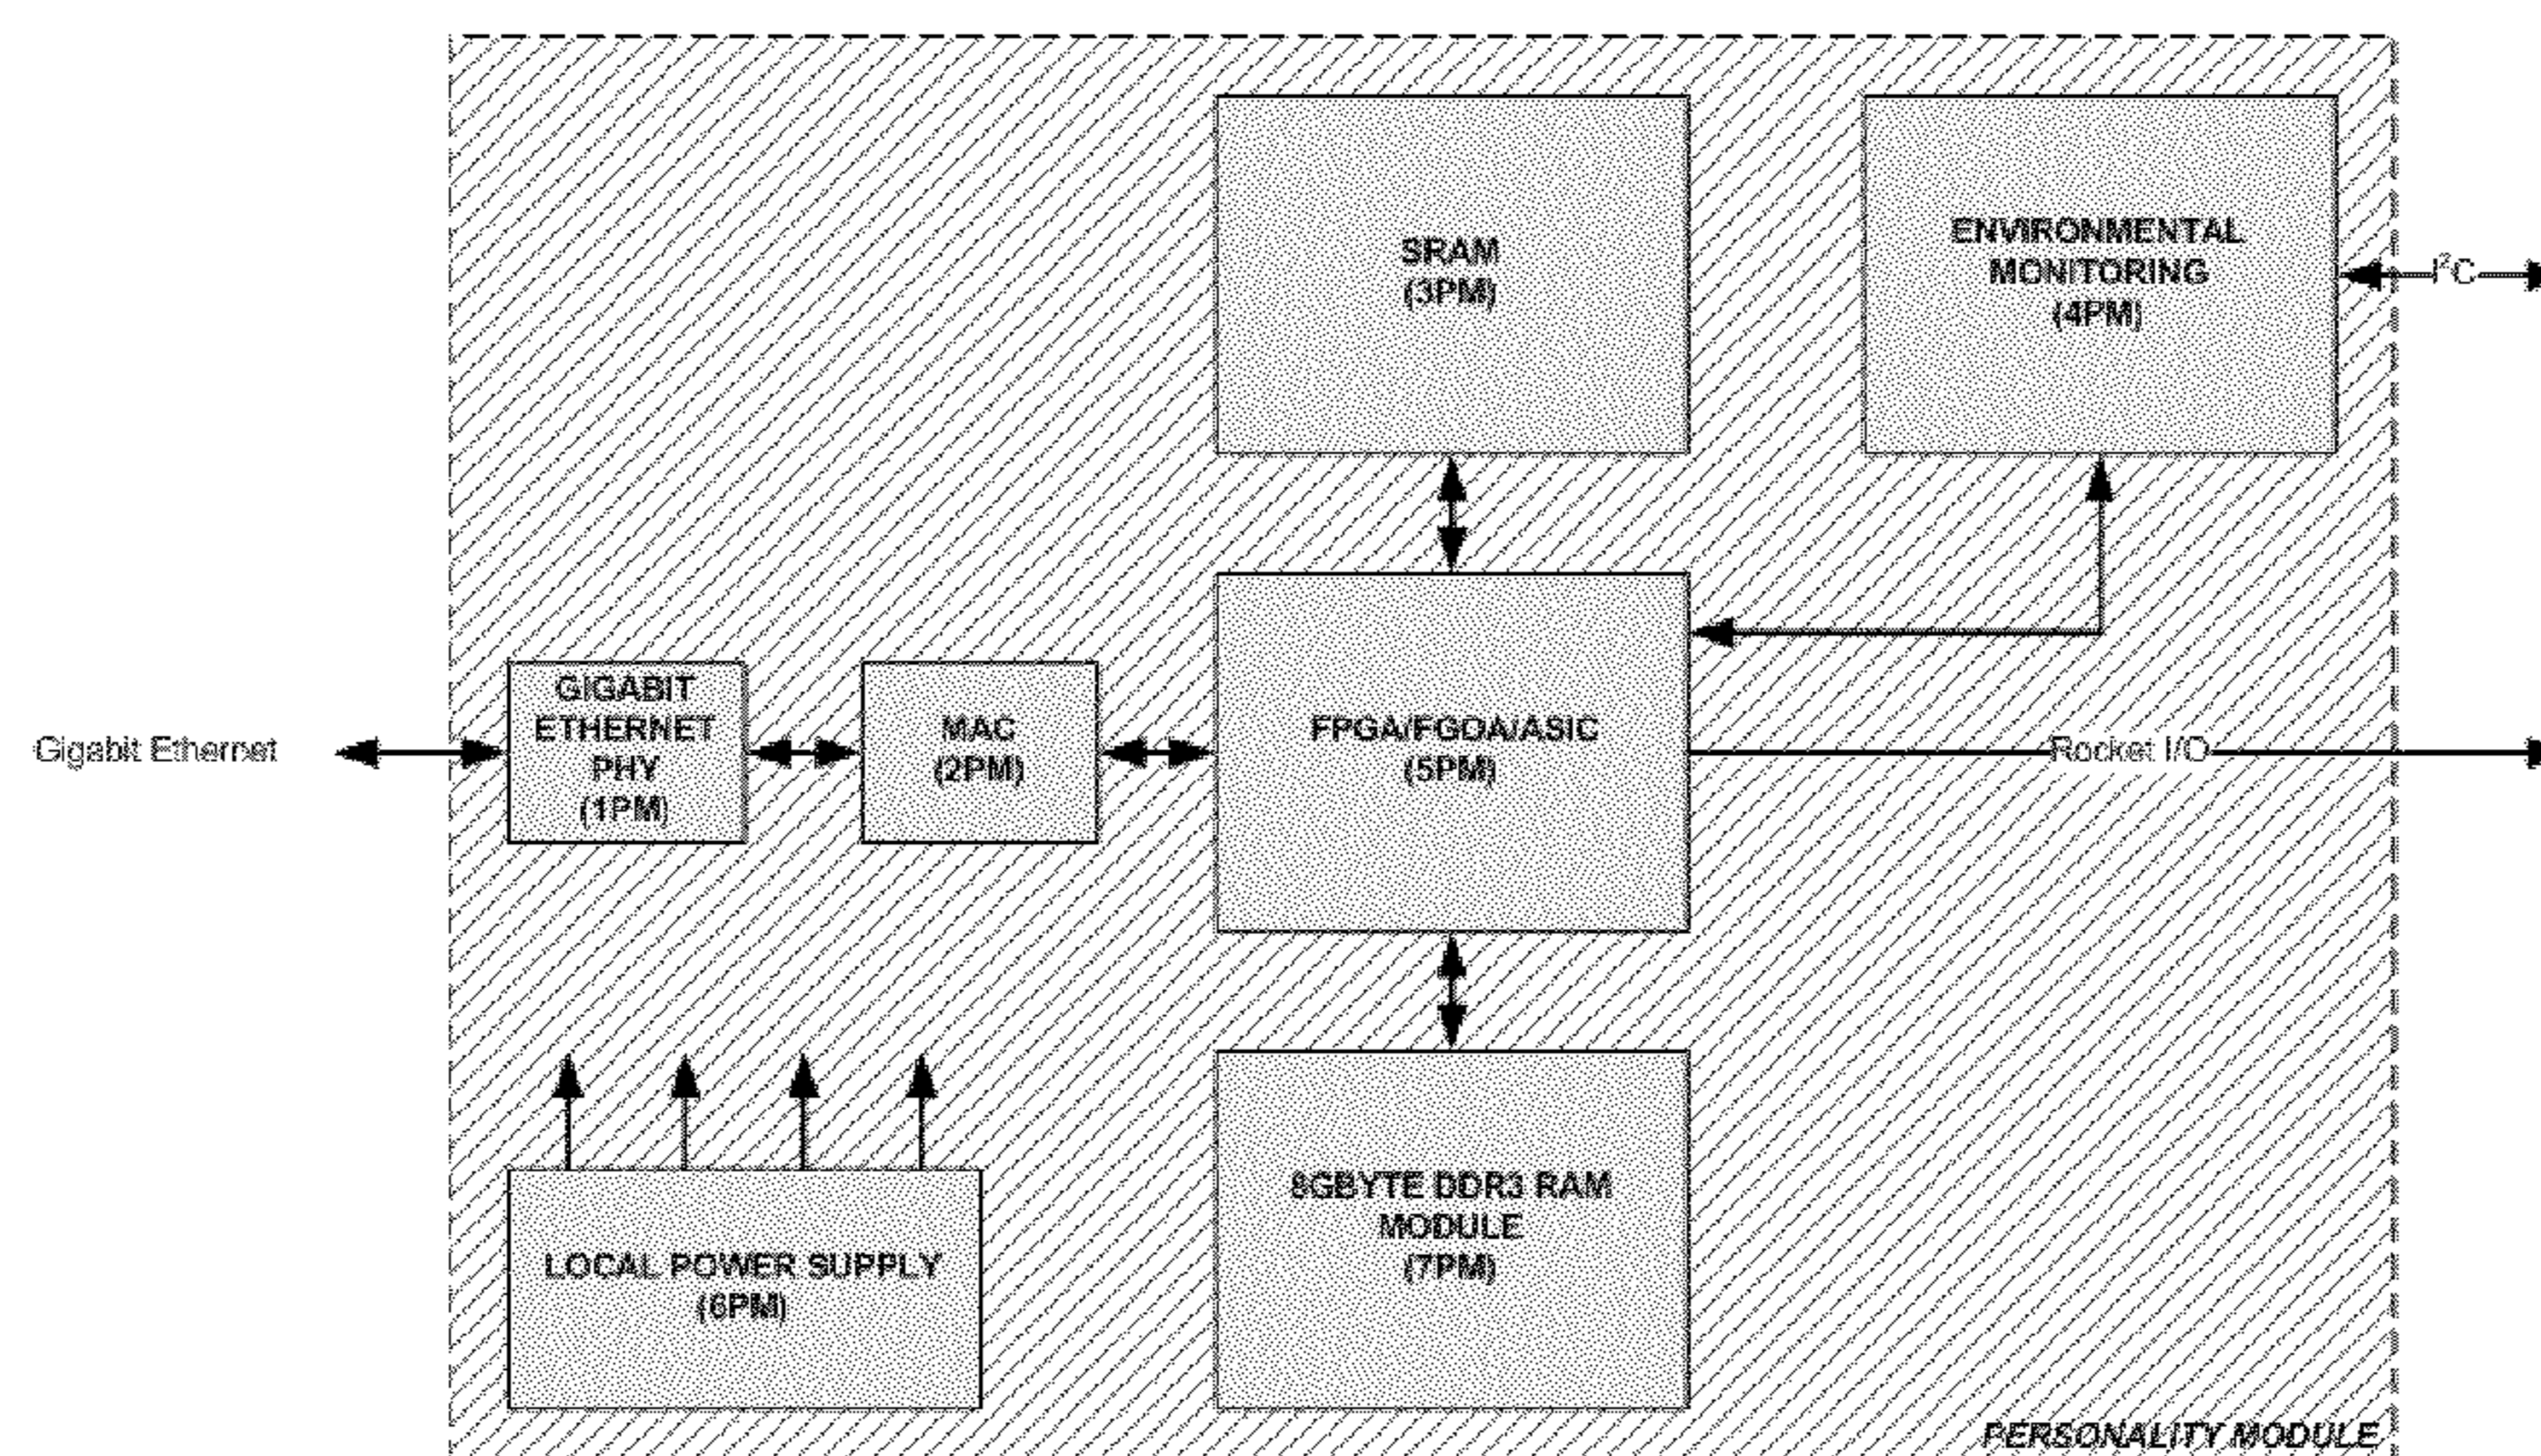 SRAM
(3PM)
ENVIRONMENTAL
MONITORING
(4PM)
I²C
Gigabit Ethernet
GIGABIT
ETHERNET
PHY
(1PM)
MAC
(2PM)
FPGA/FGOA/ASIC
(5PM)
Rocket I/O
LOCAL POWER SUPPLY
(6PM)
8GBYTE DDR3 RAM
MODULE
(7PM)
PERSONALITY MODULE